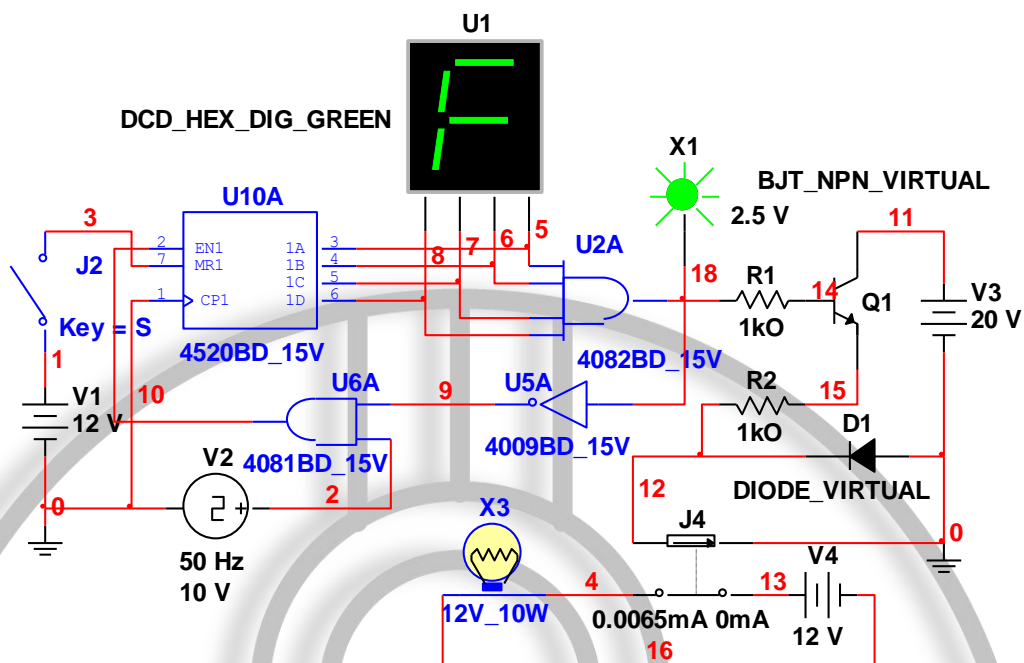 U1
F
DCD_HEX_DIG_GREEN
X1
2.5 V
BJT_NPN_VIRTUAL
11
U10A
3
2 EN1 1A 3
7 MR1 1B 4
1C 5
1 CP1 1D 6
4520BD_15V
8 7 6 5
U2A
4082BD_15V
18
R1
1kO
14
Q1
V3
20 V
J2
Key = S
1
10
V1
12 V
U6A
4081BD_15V
9
U5A
4009BD_15V
R2
1kO
15
D1
DIODE_VIRTUAL
0
V2
50 Hz
10 V
2
12
J4
0
X3
12V_10W
4
0.0065mA 0mA
13
V4
12 V
16